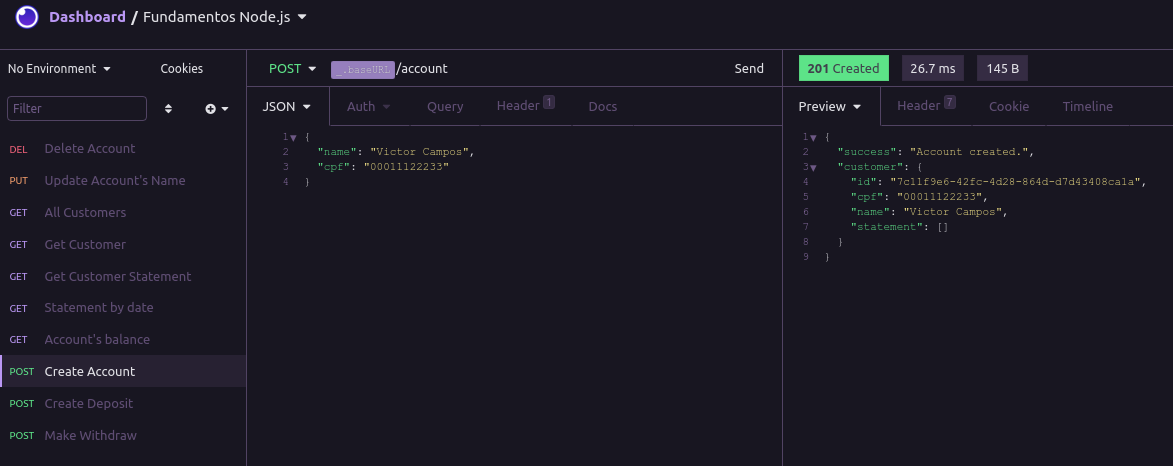 Dashboard / Fundamentos Node.js
No Environment Cookies
Filter
DEL Delete Account
PUT Update Account's Name
GET All Customers
GET Get Customer
GET Get Customer Statement
GET Statement by date
GET Account's balance
POST Create Account
POST Create Deposit
POST Make Withdraw
POST _.baseURL/account Send
JSON Auth Query Header 1 Docs
1 {
2 "name": "Victor Campos",
3 "cpf": "00011122233"
4 }
201 Created 26.7 ms 145 B
Preview Header 7 Cookie Timeline
1 {
2 "success": "Account created.",
3 "customer": {
4 "id": "7c11f9e6-42fc-4d28-864d-d7d43408ca1a",
5 "cpf": "00011122233",
6 "name": "Victor Campos",
7 "statement": []
8 }
9 }